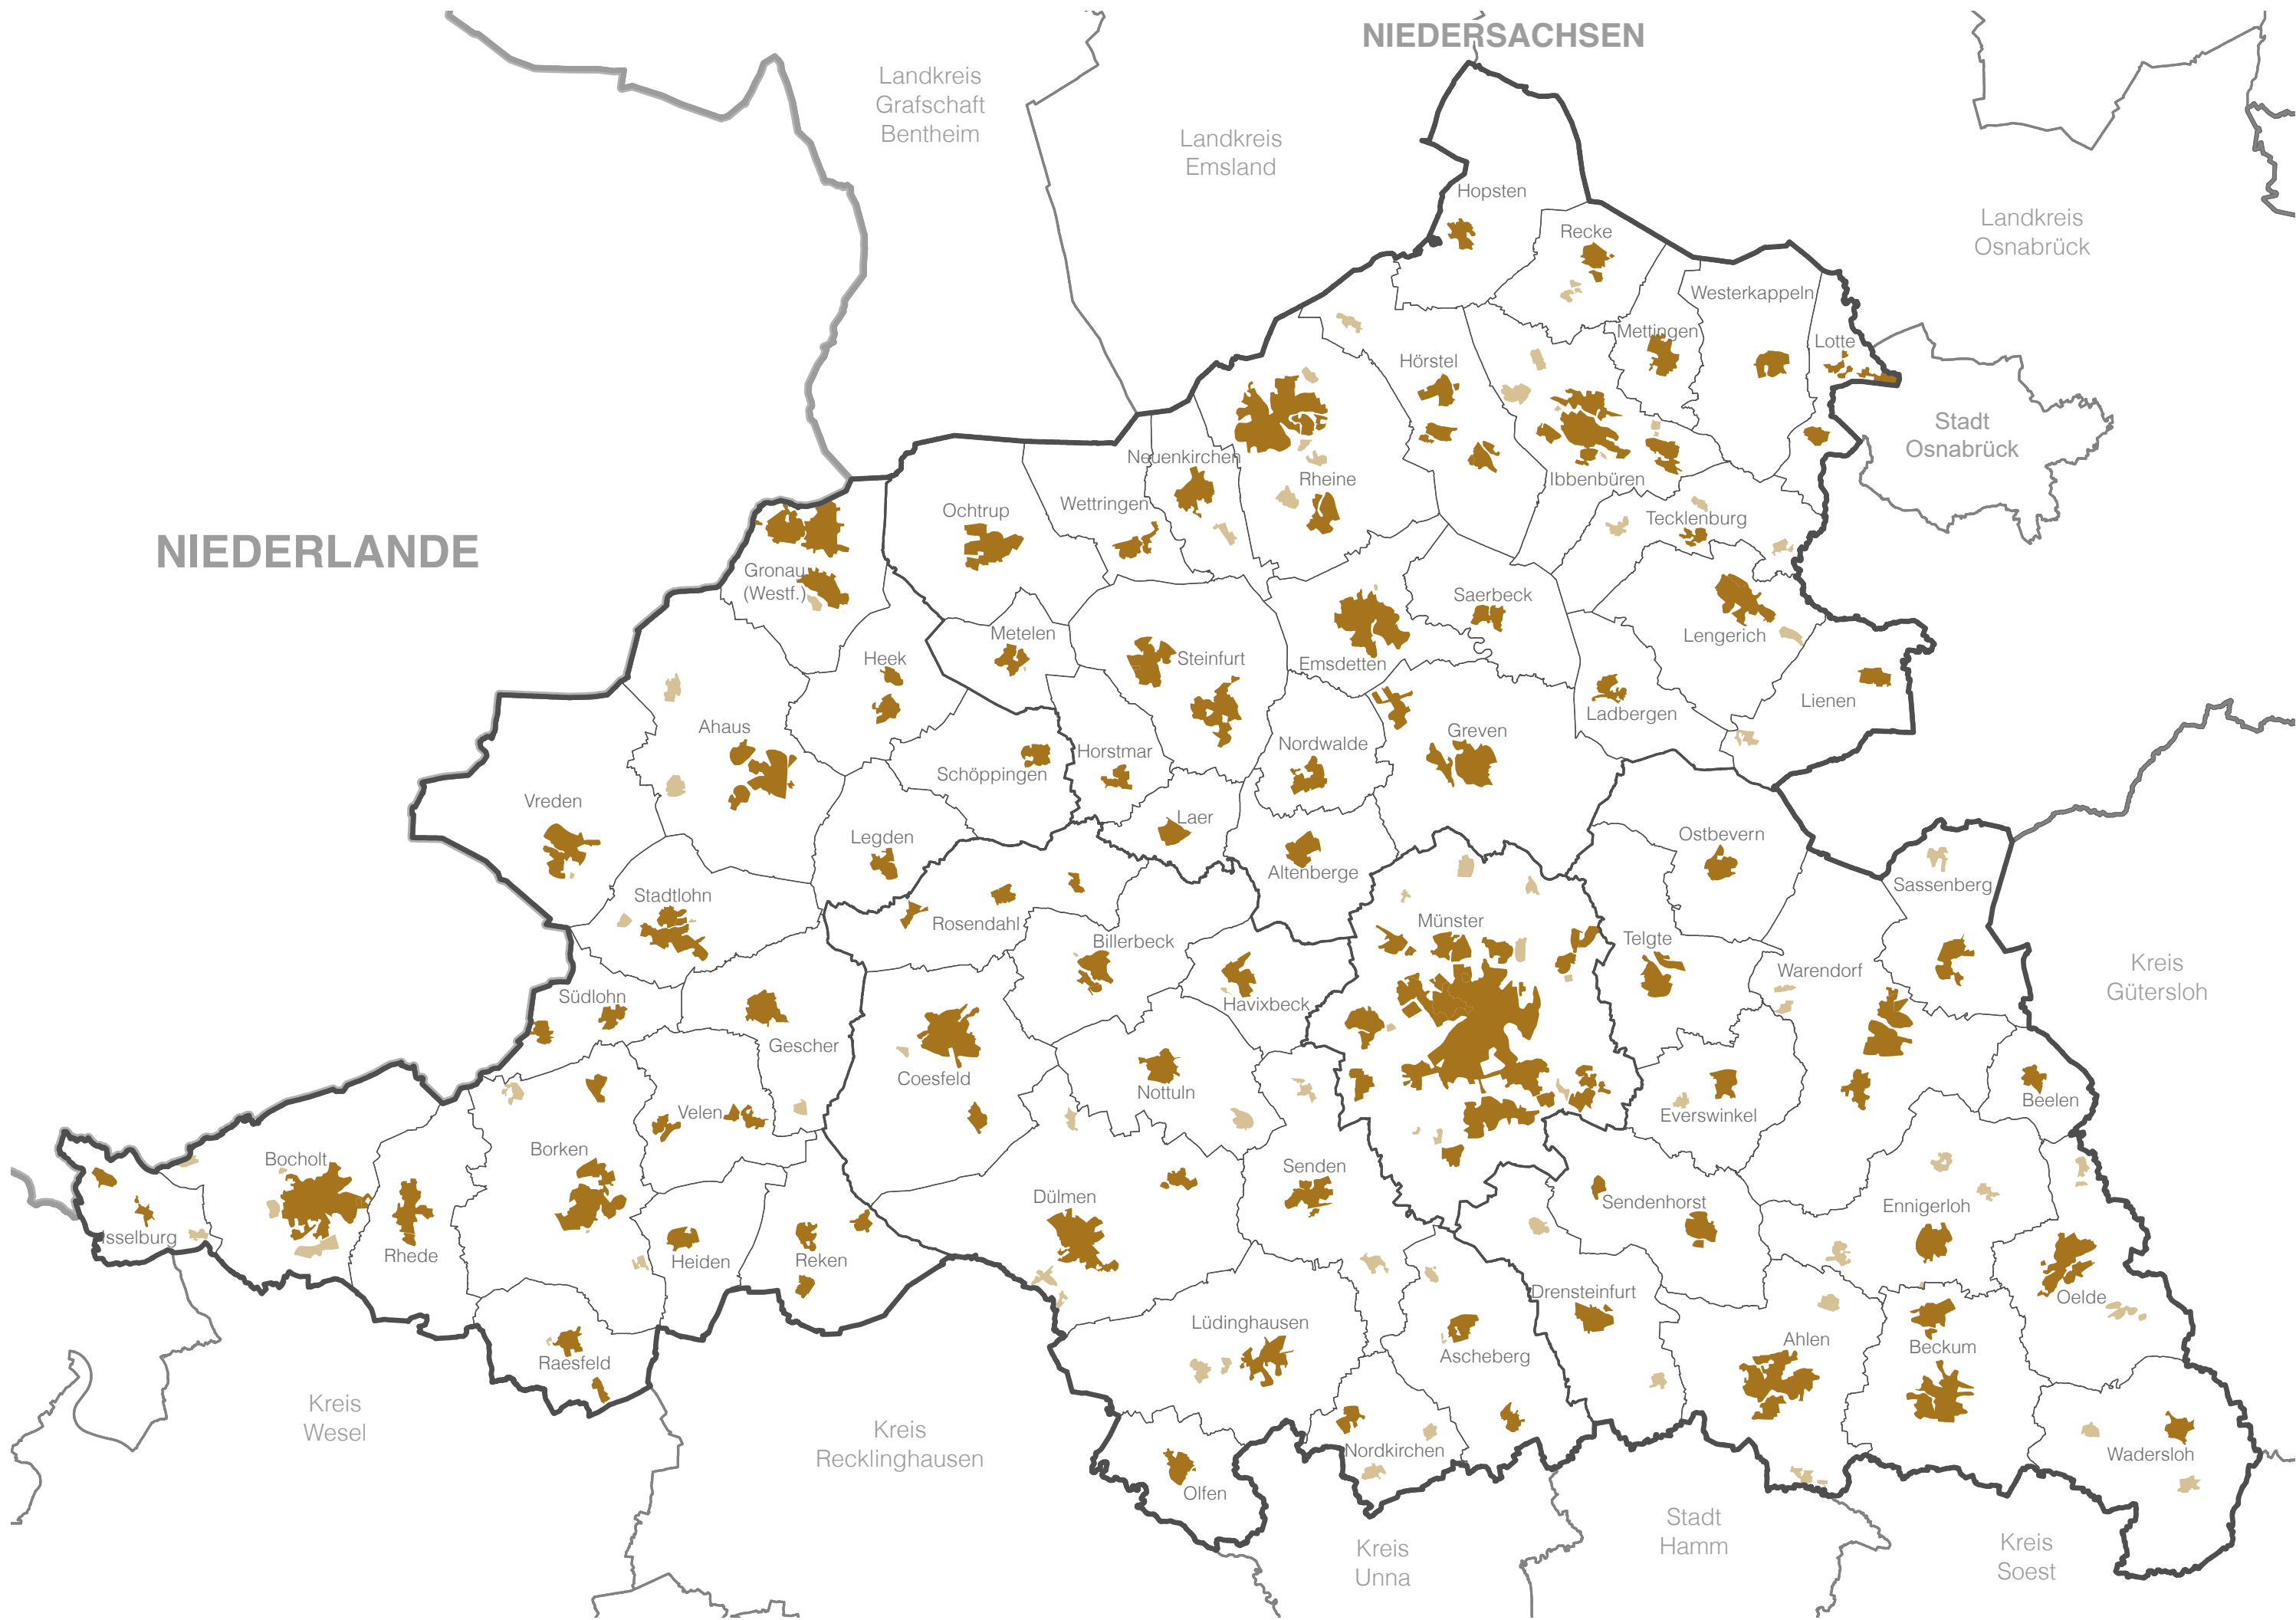 NIEDERSACHSEN
Landkreis
Grafschaft
Bentheim
Landkreis
Emsland
Hopsten
Recke
Landkreis
Osnabrück
Westerkappeln
Mettingen
Lotte
Hörstel
Stadt
Osnabrück
Neuenkirchen
Rheine
Ibbenbüren
Wettringen
Ochtrup
Tecklenburg
NIEDERLANDE
Gronau
(Westf.)
Saerbeck
Metelen
Lengerich
Heek
Steinfurt
Emsdetten
Lienen
Ladbergen
Ahaus
Greven
Nordwalde
Horstmar
Schöppingen
Vreden
Laer
Legden
Ostbevern
Altenberge
Sassenberg
Stadtlohn
Rosendahl
Münster
Billerbeck
Telgte
Warendorf
Kreis
Gütersloh
Südlohn
Havixbeck
Gescher
Coesfeld
Nottuln
Velen
Everswinkel
Beelen
Borken
Bocholt
Senden
Dülmen
Sendenhorst
Ennigerloh
Isselburg
Rhede
Heiden
Reken
Drensteinfurt
Oelde
Lüdinghausen
Ascheberg
Ahlen
Beckum
Raesfeld
Kreis
Wesel
Kreis
Recklinghausen
Nordkirchen
Wadersloh
Olfen
Stadt
Hamm
Kreis
Unna
Kreis
Soest